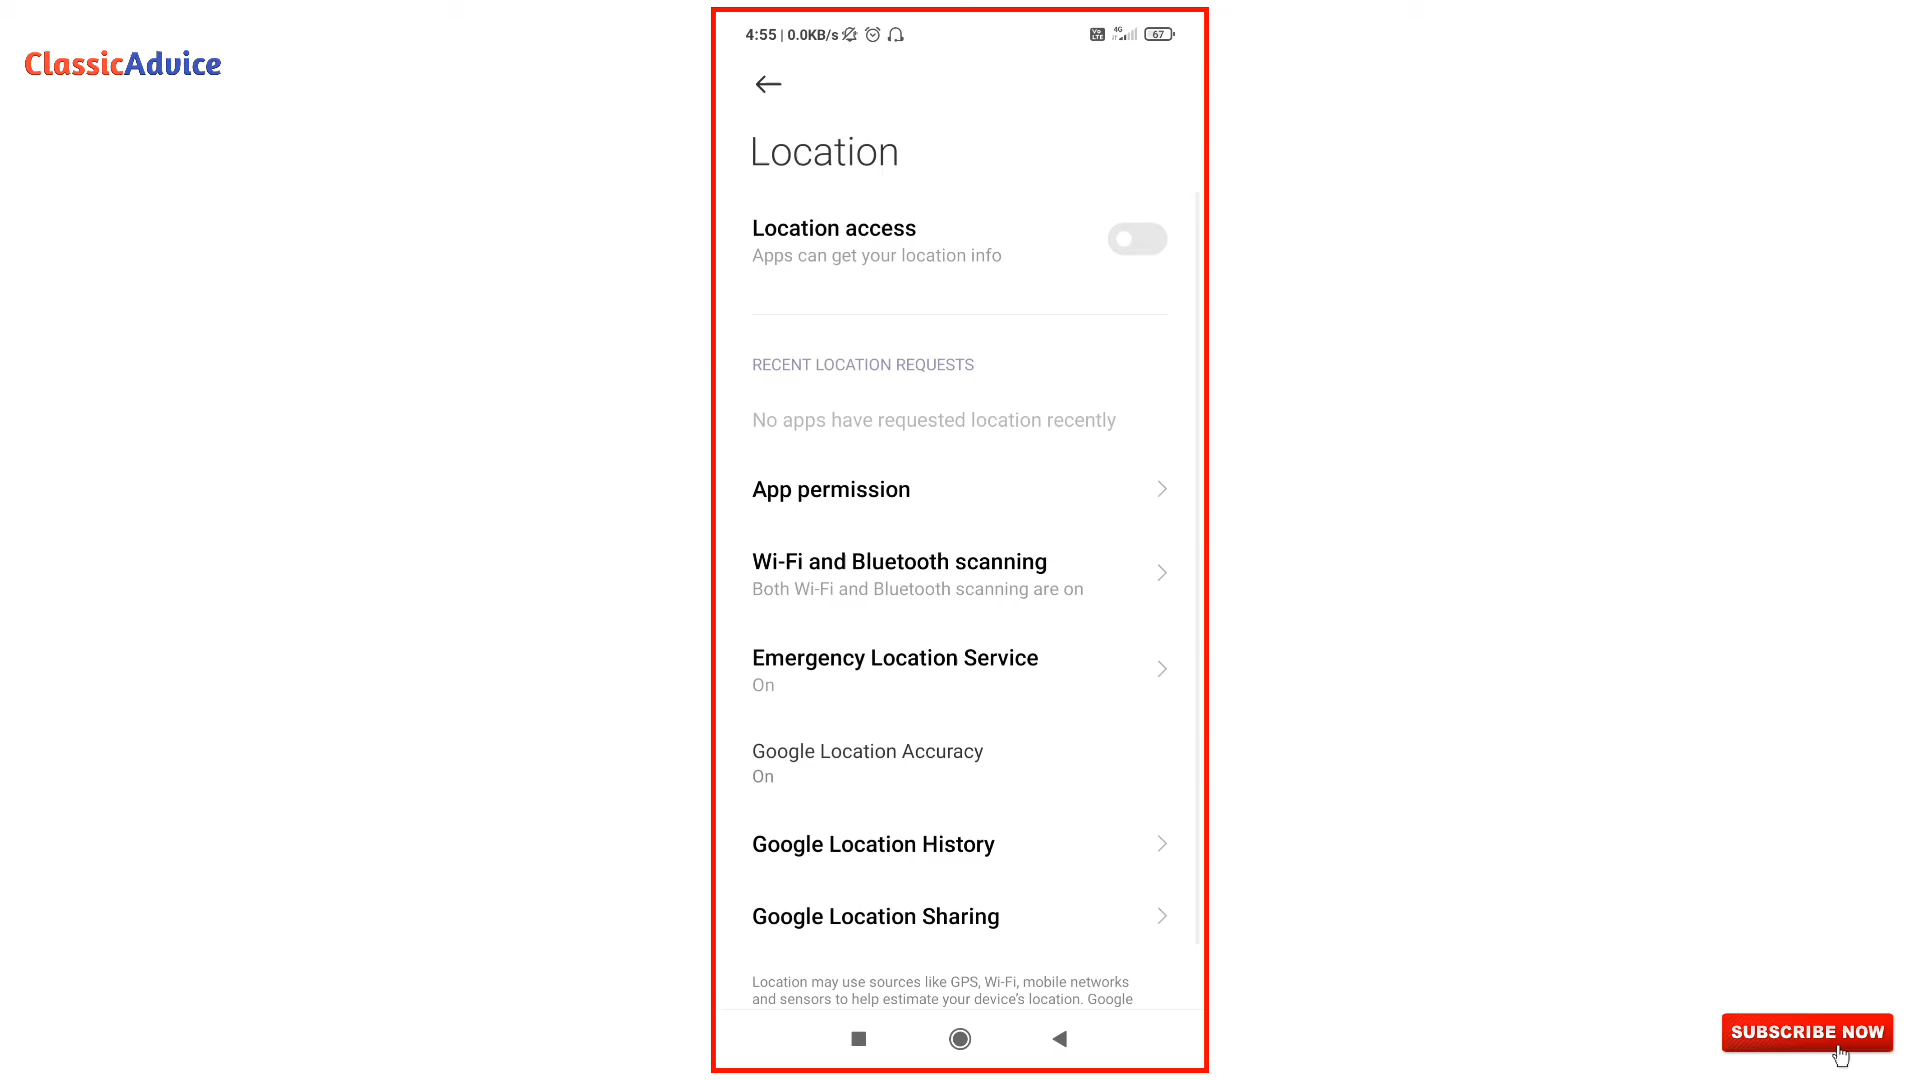 ClassicAdvice
4:55 | 0.0KB/s
Vo LTE 4G 67
Location
Location access
Apps can get your location info
RECENT LOCATION REQUESTS
No apps have requested location recently
App permission
Wi-Fi and Bluetooth scanning
Both Wi-Fi and Bluetooth scanning are on
Emergency Location Service
On
Google Location Accuracy
On
Google Location History
Google Location Sharing
Location may use sources like GPS, Wi-Fi, mobile networks
and sensors to help estimate your device’s location. Google
SUBSCRIBE NOW